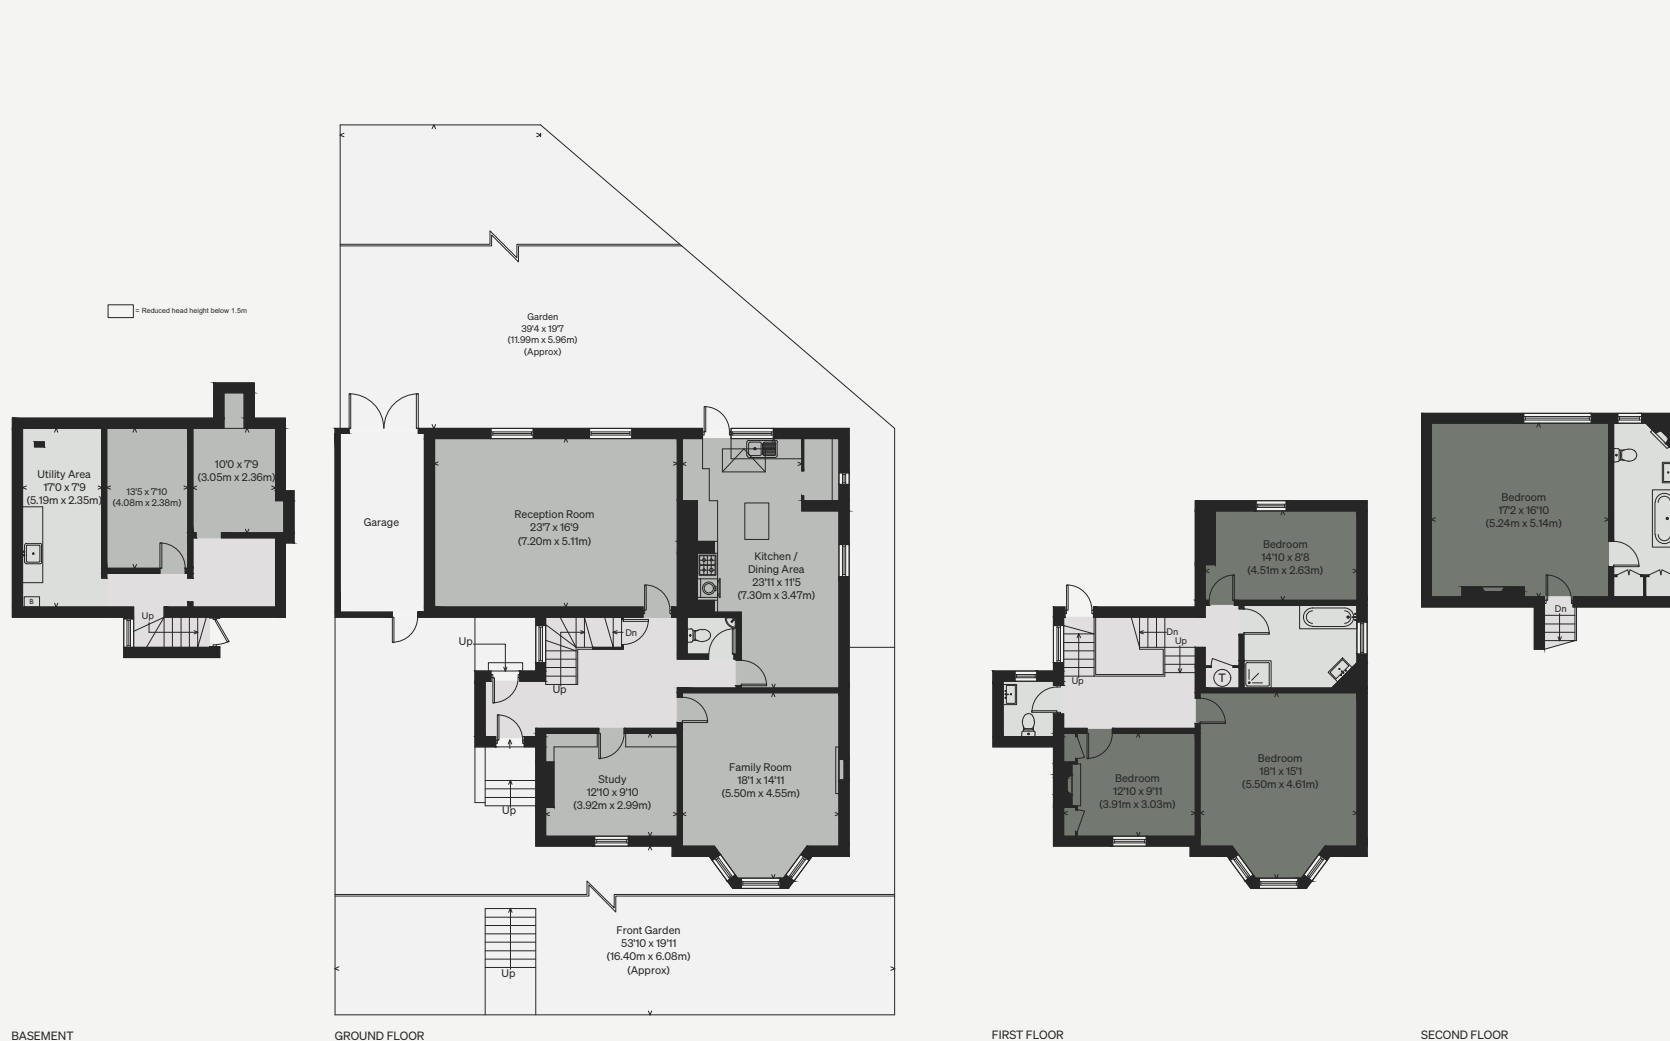 = Reduced head height below 1.5m
Utility Area
17'0 x 7'9
(5.19m x 2.35m)
13'5 x 7'10
(4.08m x 2.38m)
10'0 x 7'9
(3.05m x 2.36m)
B
Up
BASEMENT
Garden
39'4 x 19'7
(11.99m x 5.96m)
(Approx)
Garage
Reception Room
23'7 x 16'9
(7.20m x 5.11m)
Kitchen /
Dining Area
23'11 x 11'5
(7.30m x 3.47m)
Up
Dn
Up
Study
12'10 x 9'10
(3.92m x 2.99m)
Family Room
18'1 x 14'11
(5.50m x 4.55m)
Up
Front Garden
53'10 x 19'11
(16.40m x 6.08m)
(Approx)
Up
GROUND FLOOR
Bedroom
14'10 x 8'8
(4.51m x 2.63m)
Dn
Up
Up
T
Bedroom
12'10 x 9'11
(3.91m x 3.03m)
Bedroom
18'1 x 15'1
(5.50m x 4.61m)
FIRST FLOOR
Bedroom
17'2 x 16'10
(5.24m x 5.14m)
Dn
SECOND FLOOR